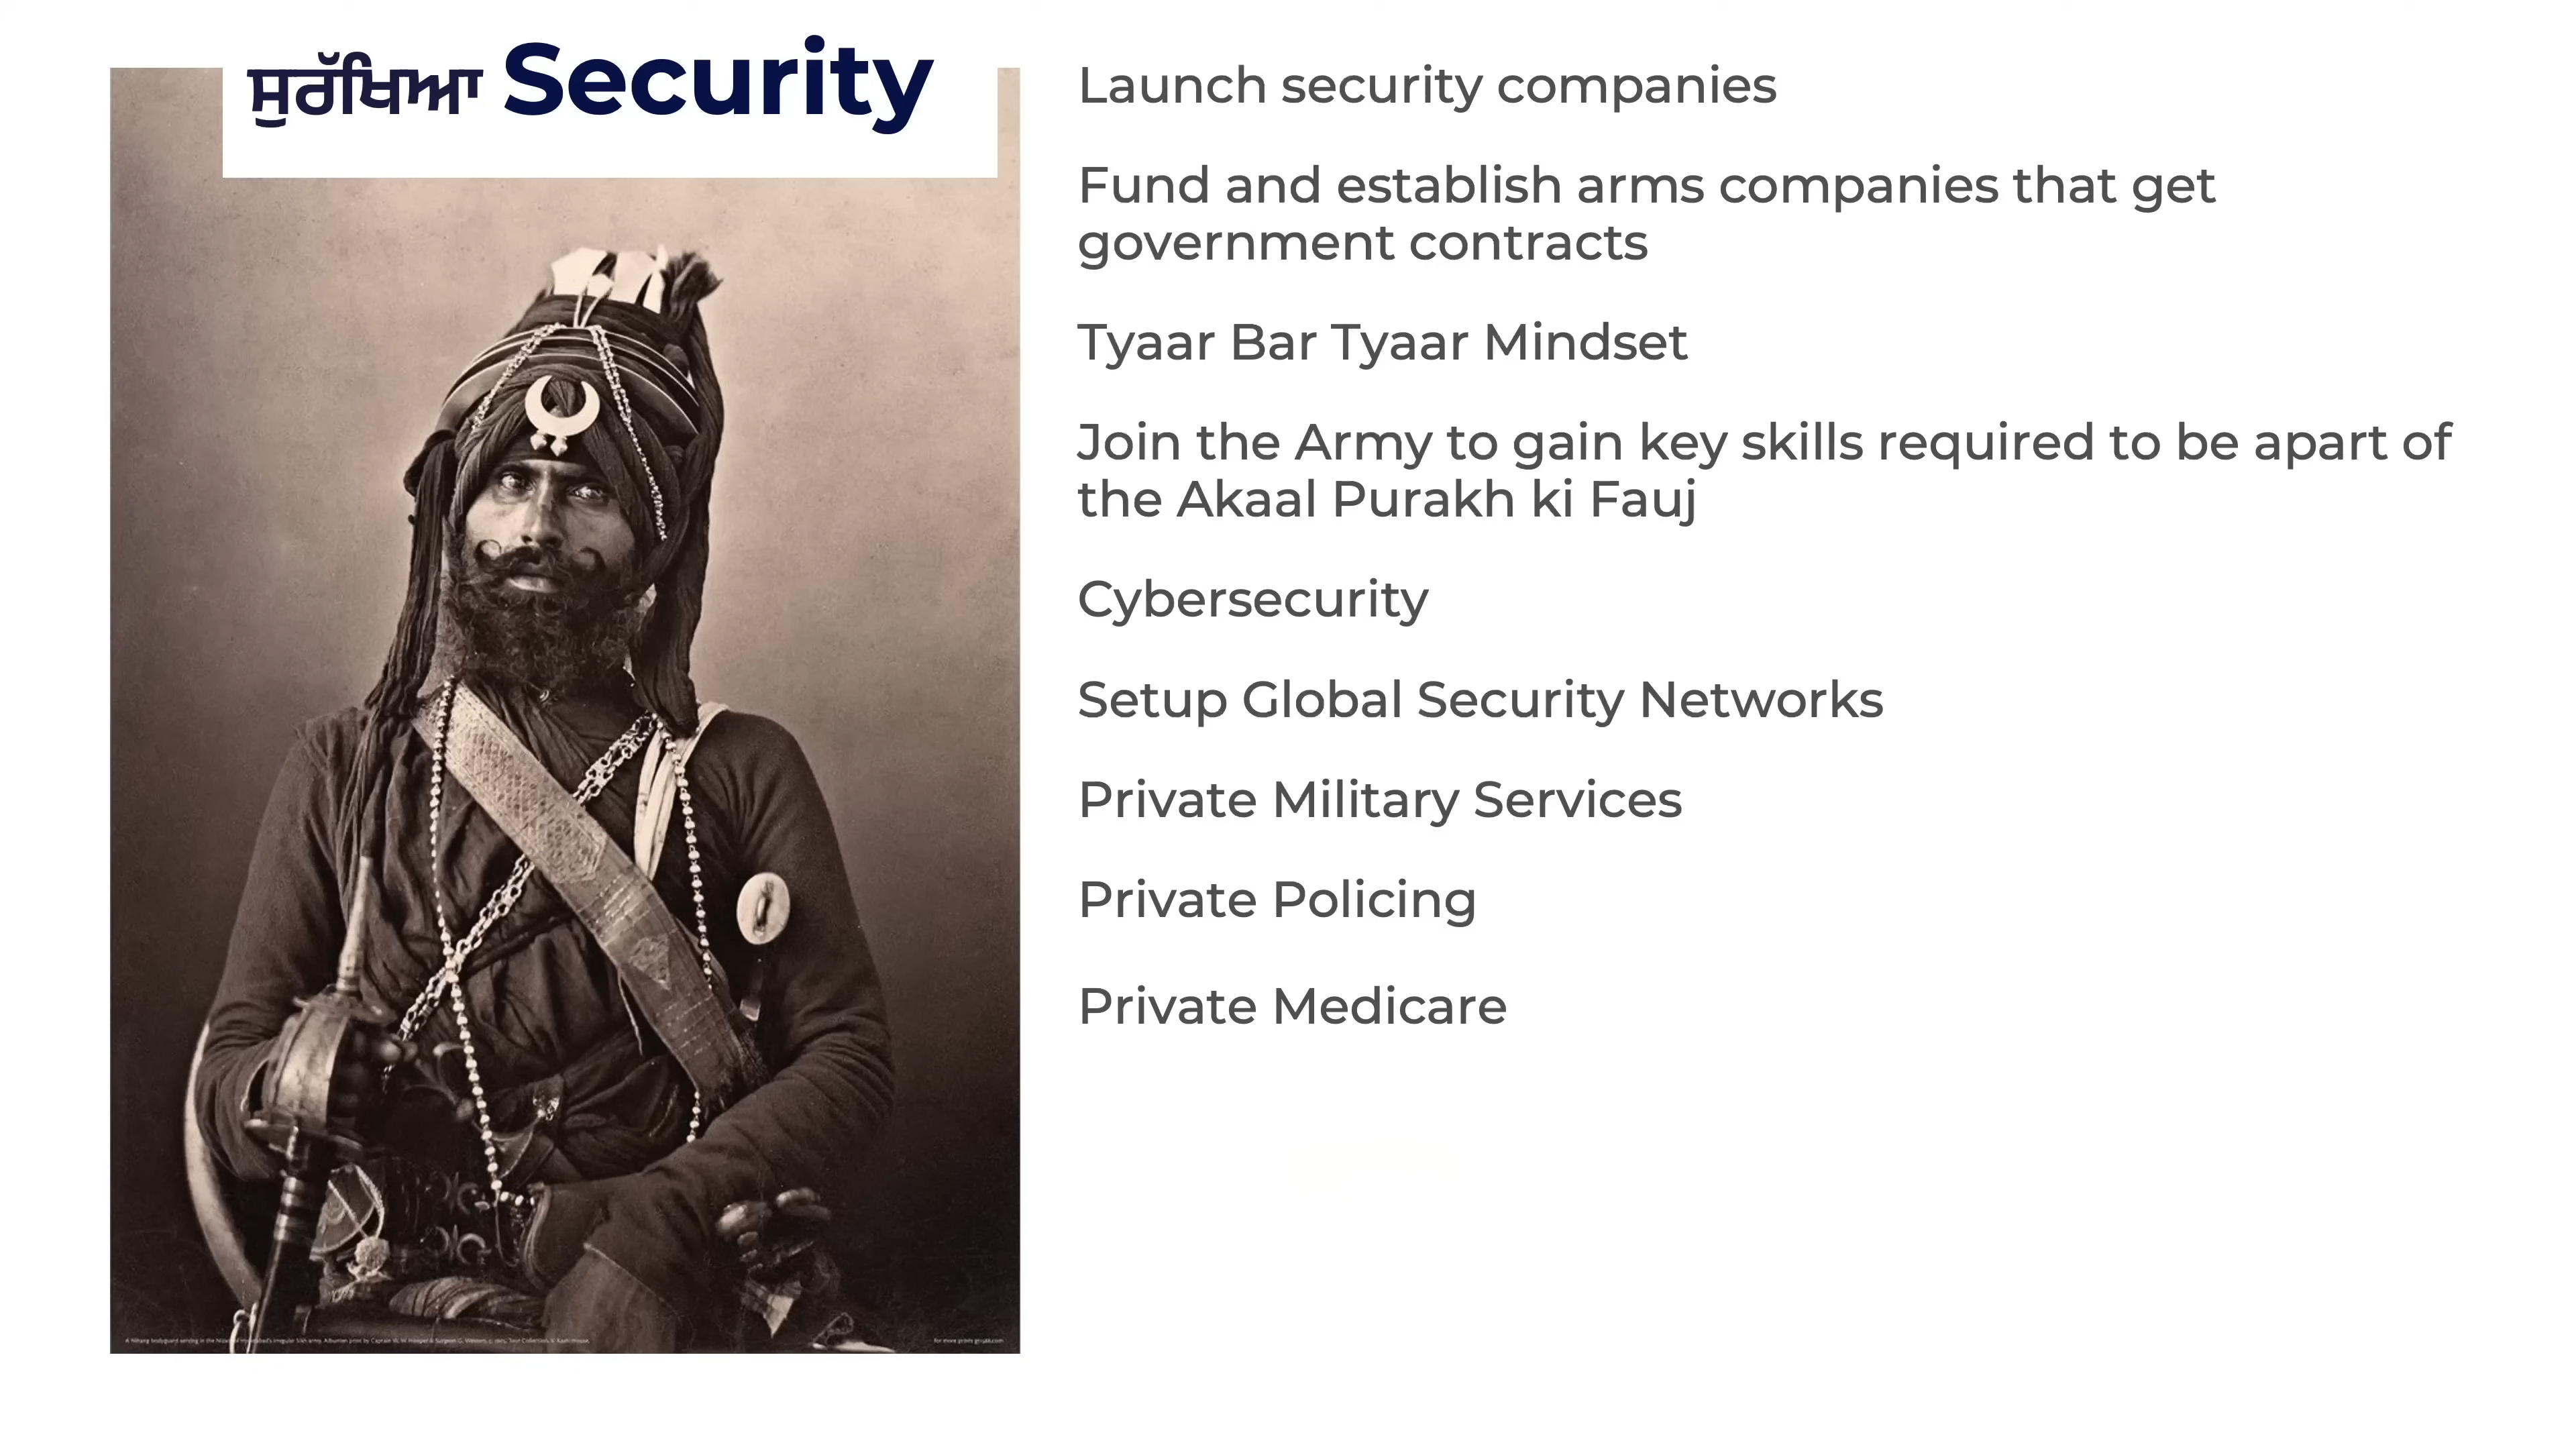 ਸੁਰੱਖਿਆ Security
Launch security companies
Fund and establish arms companies that get
government contracts
Tyaar Bar Tyaar Mindset
Join the Army to gain key skills required to be apart of
the Akaal Purakh ki Fauj
Cybersecurity
Setup Global Security Networks
Private Military Services
Private Policing
Private Medicare